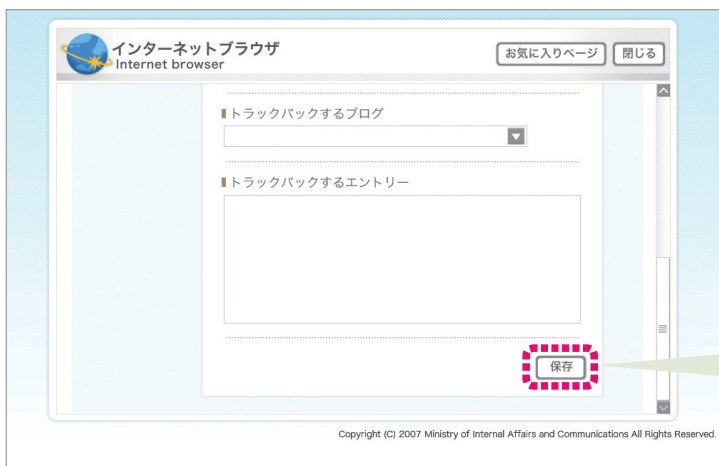 インターネットブラウザ
Internet browser
お気に入りページ
閉じる
トラックバックするブログ
トラックバックするエントリー
保存
Copyright (C) 2007 Ministry of Internal Affairs and Communications All Rights Reserved.